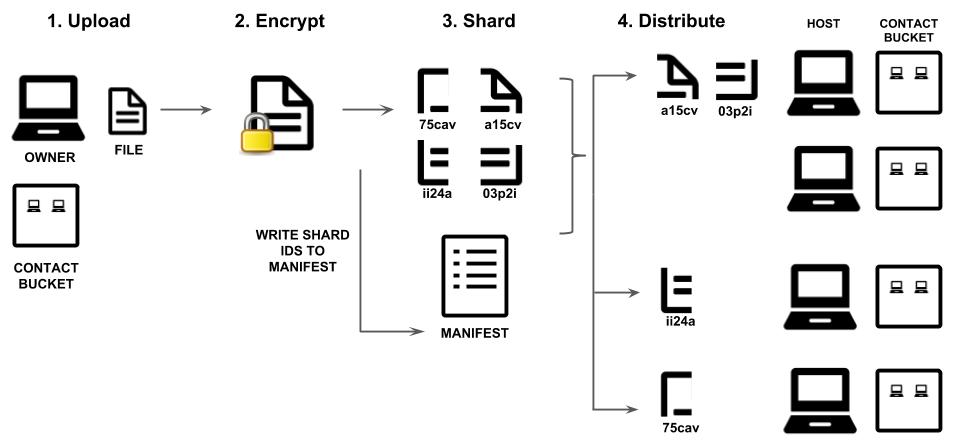 1. Upload
2. Encrypt
3. Shard
4. Distribute
HOST
CONTACT
BUCKET
OWNER
FILE
CONTACT
BUCKET
WRITE SHARD
IDS TO
MANIFEST
75cav
a15cv
ii24a
03p2i
MANIFEST
a15cv
03p2i
ii24a
75cav